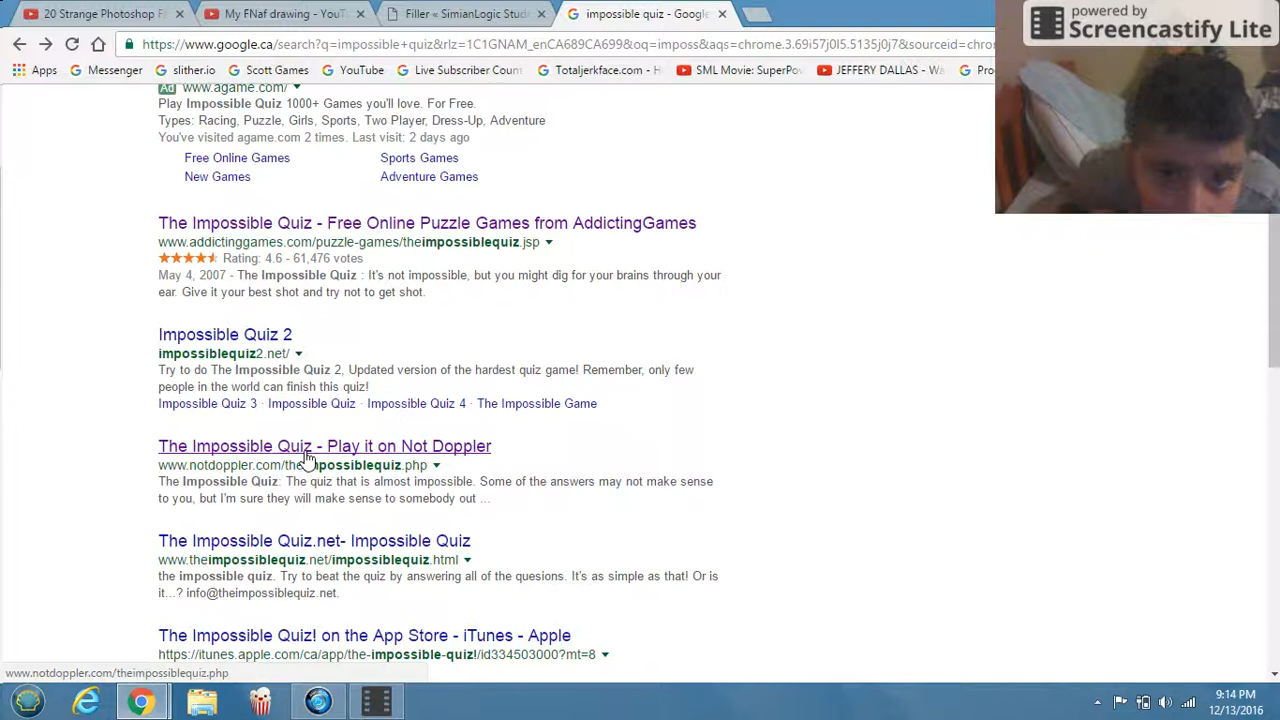 20 Strange Photoshop F
My FNaf drawing - YouT
Filler « SimianLogic Stud
impossible quiz - Google
powered by
Screencastify Lite
https://www.google.ca/search?q=impossible+quiz&rlz=1C1GNAM_enCA689CA699&oq=imposs&aqs=chrome.3.69i57j0l5.5135j0j7&sourceid=chro
Apps
Messenger
slither.io
Scott Games
YouTube
Live Subscriber Count
Totaljerkface.com - H
SML Movie: SuperPow
JEFFERY DALLAS - Wa
Pro
Ad www.agame.com/
Play Impossible Quiz 1000+ Games you'll love. For Free.
Types: Racing, Puzzle, Girls, Sports, Two Player, Dress-Up, Adventure
You've visited agame.com 2 times. Last visit: 2 days ago
Free Online Games
Sports Games
New Games
Adventure Games
The Impossible Quiz - Free Online Puzzle Games from AddictingGames
www.addictinggames.com/puzzle-games/theimpossiblequiz.jsp
Rating: 4.6 - 61,476 votes
May 4, 2007 - The Impossible Quiz : It's not impossible, but you might dig for your brains through your
ear. Give it your best shot and try not to get shot.
Impossible Quiz 2
impossiblequiz2.net/
Try to do The Impossible Quiz 2, Updated version of the hardest quiz game! Remember, only few
people in the world can finish this quiz!
Impossible Quiz 3 · Impossible Quiz · Impossible Quiz 4 · The Impossible Game
The Impossible Quiz - Play it on Not Doppler
www.notdoppler.com/theimpossiblequiz.php
The Impossible Quiz: The quiz that is almost impossible. Some of the answers may not make sense
to you, but I'm sure they will make sense to somebody out ...
The Impossible Quiz.net- Impossible Quiz
www.theimpossiblequiz.net/impossiblequiz.html
the impossible quiz. Try to beat the quiz by answering all of the quesions. It's as simple as that! Or is
it...? info@theimpossiblequiz.net.
The Impossible Quiz! on the App Store - iTunes - Apple
https://itunes.apple.com/ca/app/the-impossible-quiz!/id334503000?mt=8
www.notdoppler.com/theimpossiblequiz.php
9:14 PM
12/13/2016